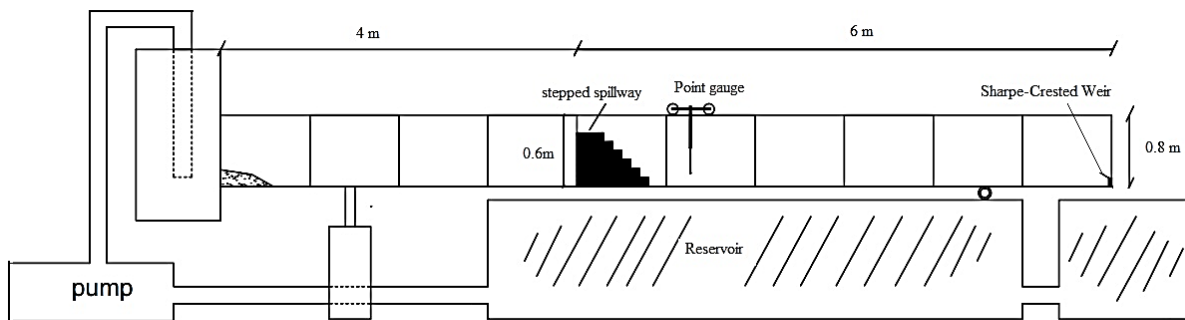 4 m
6 m
Point gauge
stepped spillway
Sharpe-Crested Weir
0.6m
0.8 m
Reservoir
pump